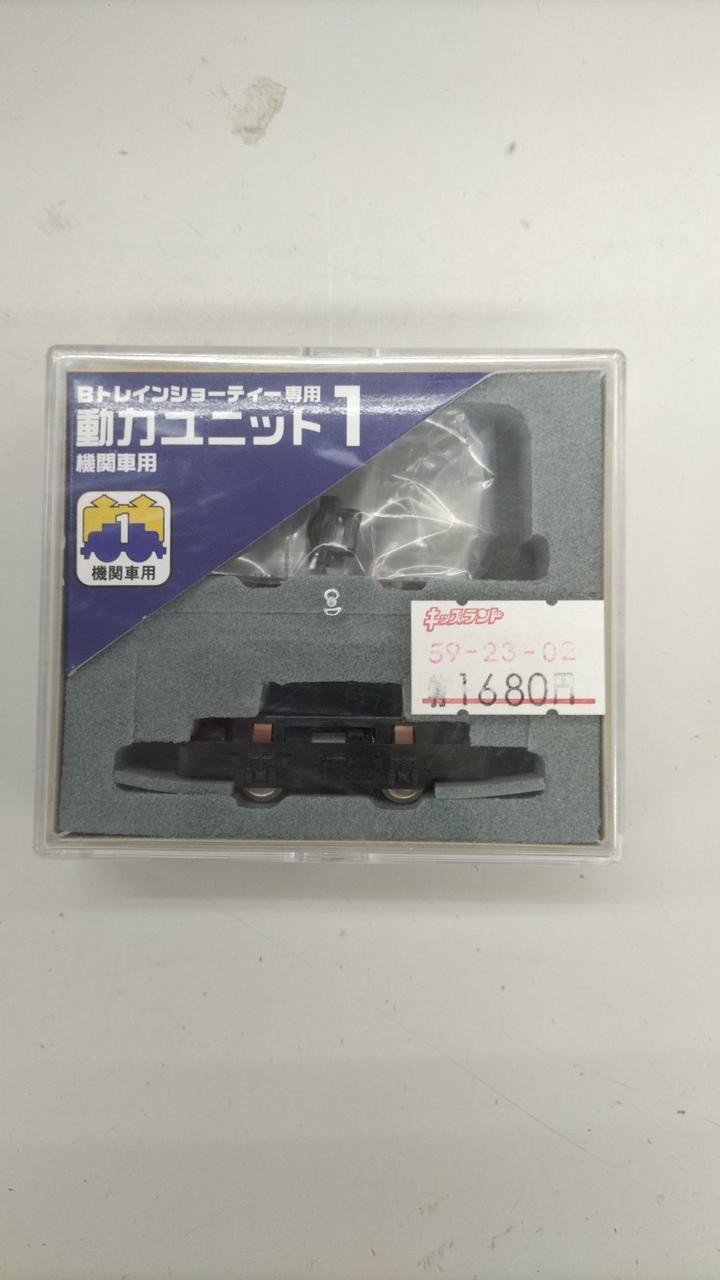 Bトレインショーティー専用
動力ユニット1
機関車用
1
機関車用
キッズランド
59-23-02
1680円